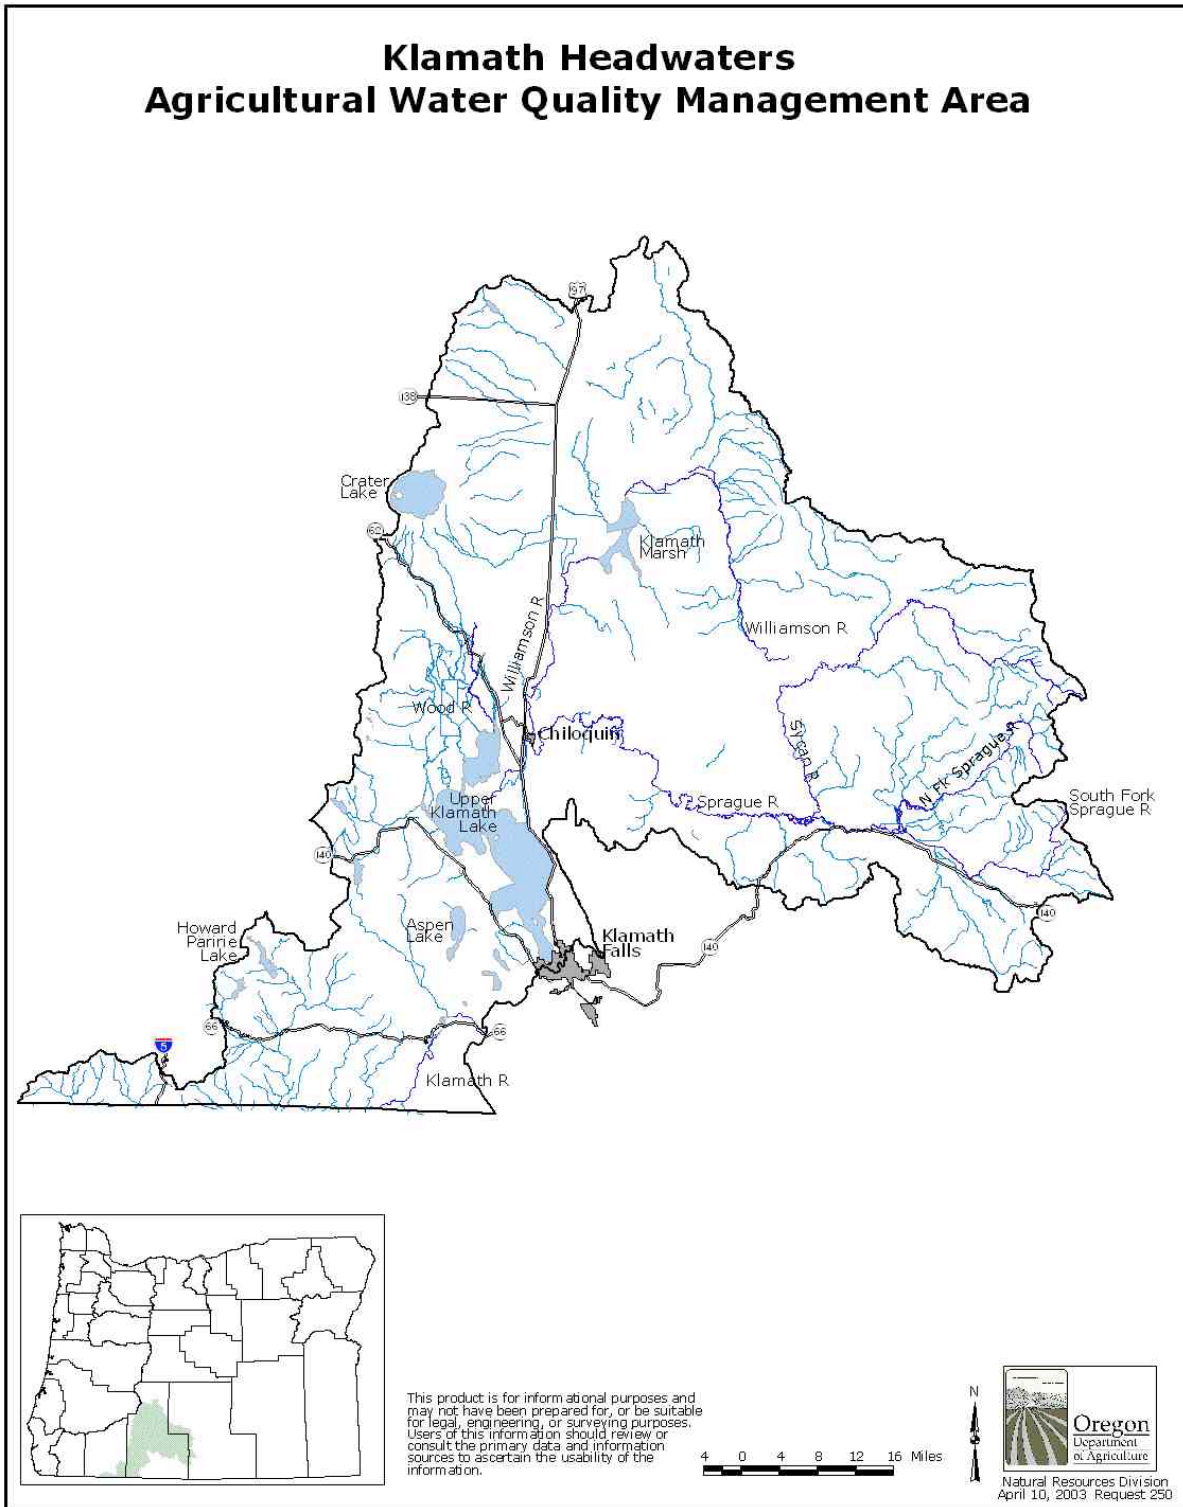 Klamath Headwaters
Agricultural Water Quality Management Area
97
138
Crater
Lake
62
Klamath
Marsh
Williamson R
Williamson R
Wood R
Chiloquin
Sycan R
N Fk Sprague R
Sprague R
South Fork
Sprague R
Upper
Klamath
Lake
140
140
Howard
Paririe
Lake
Aspen
Lake
Klamath
Falls
140
66
66
5
Klamath R
This product is for informational purposes and
may not have been prepared for, or be suitable
for legal, engineering, or surveying purposes.
Users of this information should review or
consult the primary data and information
sources to ascertain the usability of the
information.
4 0 4 8 12 16 Miles
N
Oregon
Department
of Agriculture
Natural Resources Division
April 10, 2003 Request 250